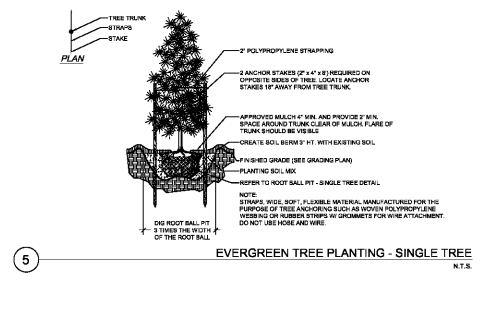 TREE TRUNK
STRAPS
STAKE
PLAN
2" POLYPROPYLENE STRAPPING
2 ANCHOR STAKES (2" x 4" x 8') REQUIRED ON
OPPOSITE SIDES OF TREE. LOCATE ANCHOR
STAKES 18" AWAY FROM TREE TRUNK.
APPROVED MULCH 4" MIN. AND PROVIDE 2" MIN.
SPACE AROUND TRUNK CLEAR OF MULCH. FLARE OF
TRUNK SHOULD BE VISIBLE
CREATE SOIL BERM 3" HT. WITH EXISTING SOIL
FINISHED GRADE (SEE GRADING PLAN)
PLANTING SOIL MIX
REFER TO ROOT BALL PIT - SINGLE TREE DETAIL
NOTE:
STRAPS, WIDE, SOFT, FLEXIBLE MATERIAL MANUFACTURED FOR THE
PURPOSE OF TREE ANCHORING SUCH AS WOVEN POLYPROPYLENE
WEBBING OR RUBBER STRIPS W/ GROMMETS FOR WIRE ATTACHMENT.
DO NOT USE HOSE AND WIRE.
DIG ROOT BALL PIT
3 TIMES THE WIDTH
OF THE ROOT BALL
5
EVERGREEN TREE PLANTING - SINGLE TREE
N.T.S.